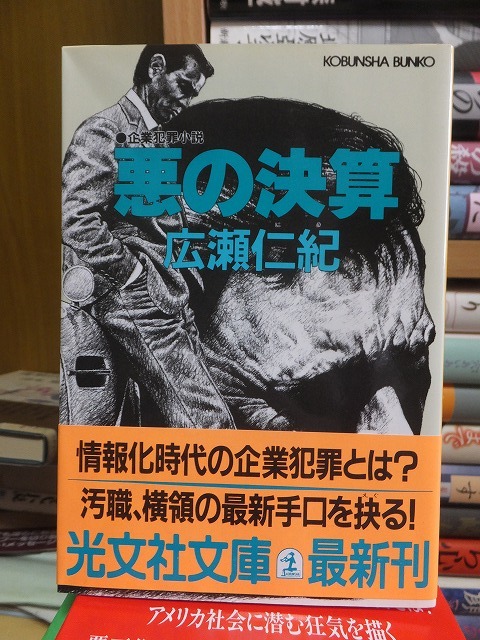 KOBUNSHA BUNKO
●企業犯罪小説
悪の決算
広瀬仁紀
情報化時代の企業犯罪とは?
汚職、横領の最新手口を抉る!
光文社文庫 最新刊
アメリカ社会に潜む狂気を描く